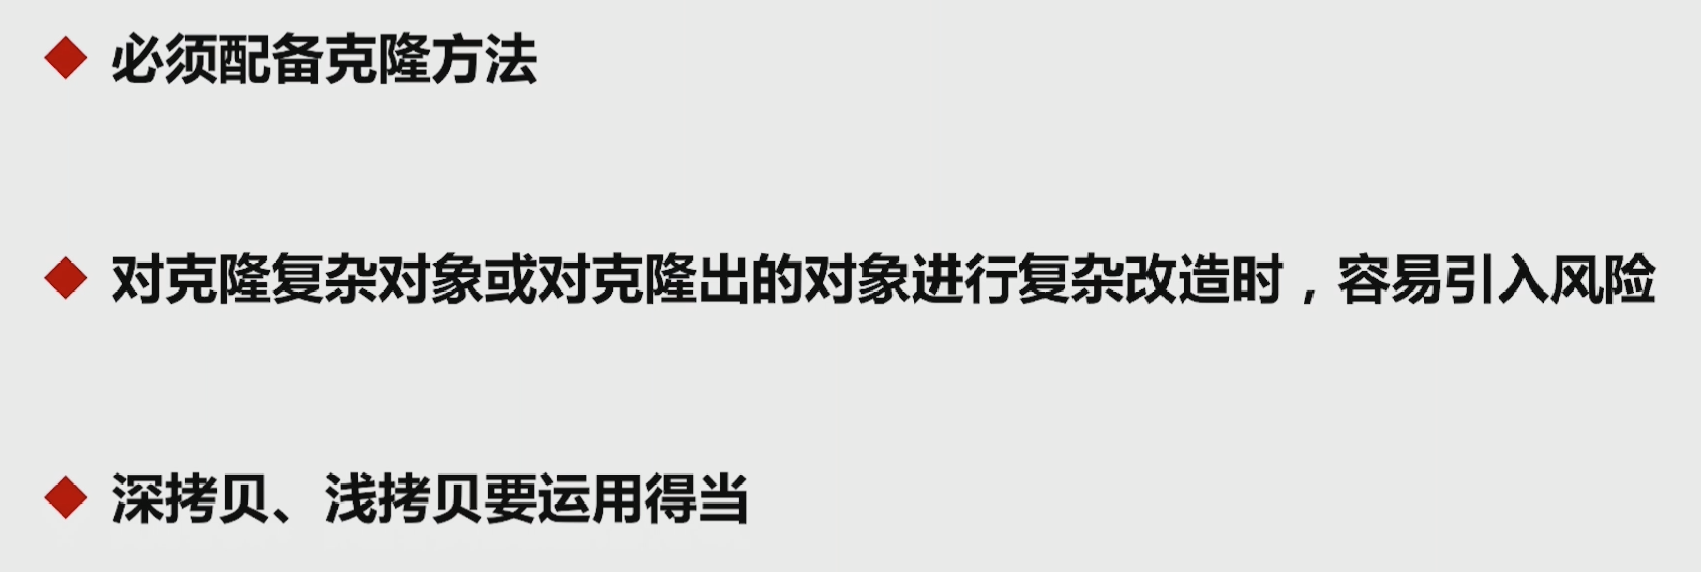 必须配备克隆方法
对克隆复杂对象或对克隆出的对象进行复杂改造时，容易引入风险
深拷贝、浅拷贝要运用得当